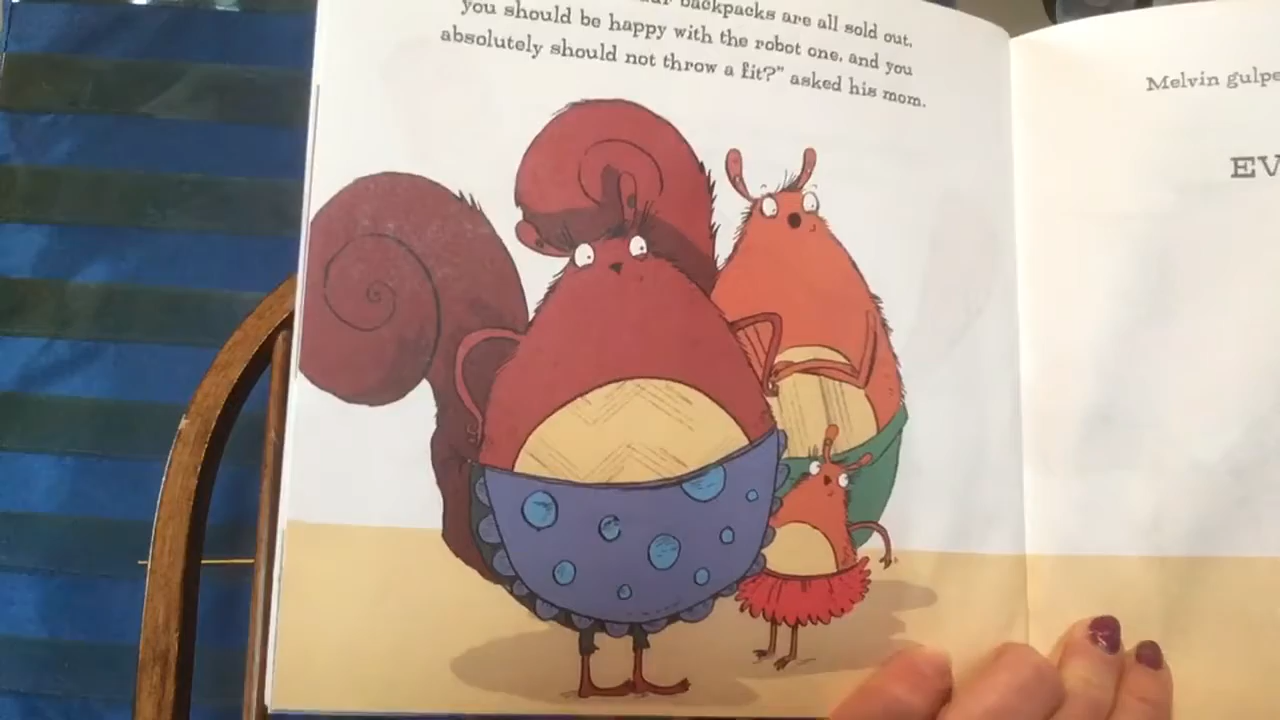 backpacks are all sold out,
you should be happy with the robot one, and you
absolutely should not throw a fit?" asked his mom.
Melvin gulpe
EV